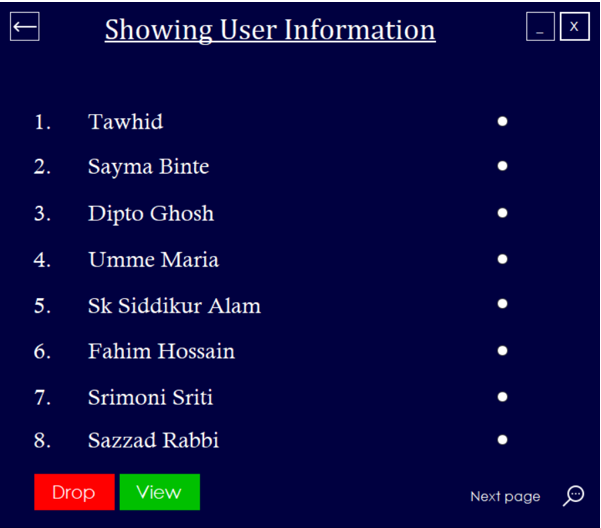 ← Showing User Information _ X
1. Tawhid
2. Sayma Binte
3. Dipto Ghosh
4. Umme Maria
5. Sk Siddikur Alam
6. Fahim Hossain
7. Srimoni Sriti
8. Sazzad Rabbi
Drop View Next page